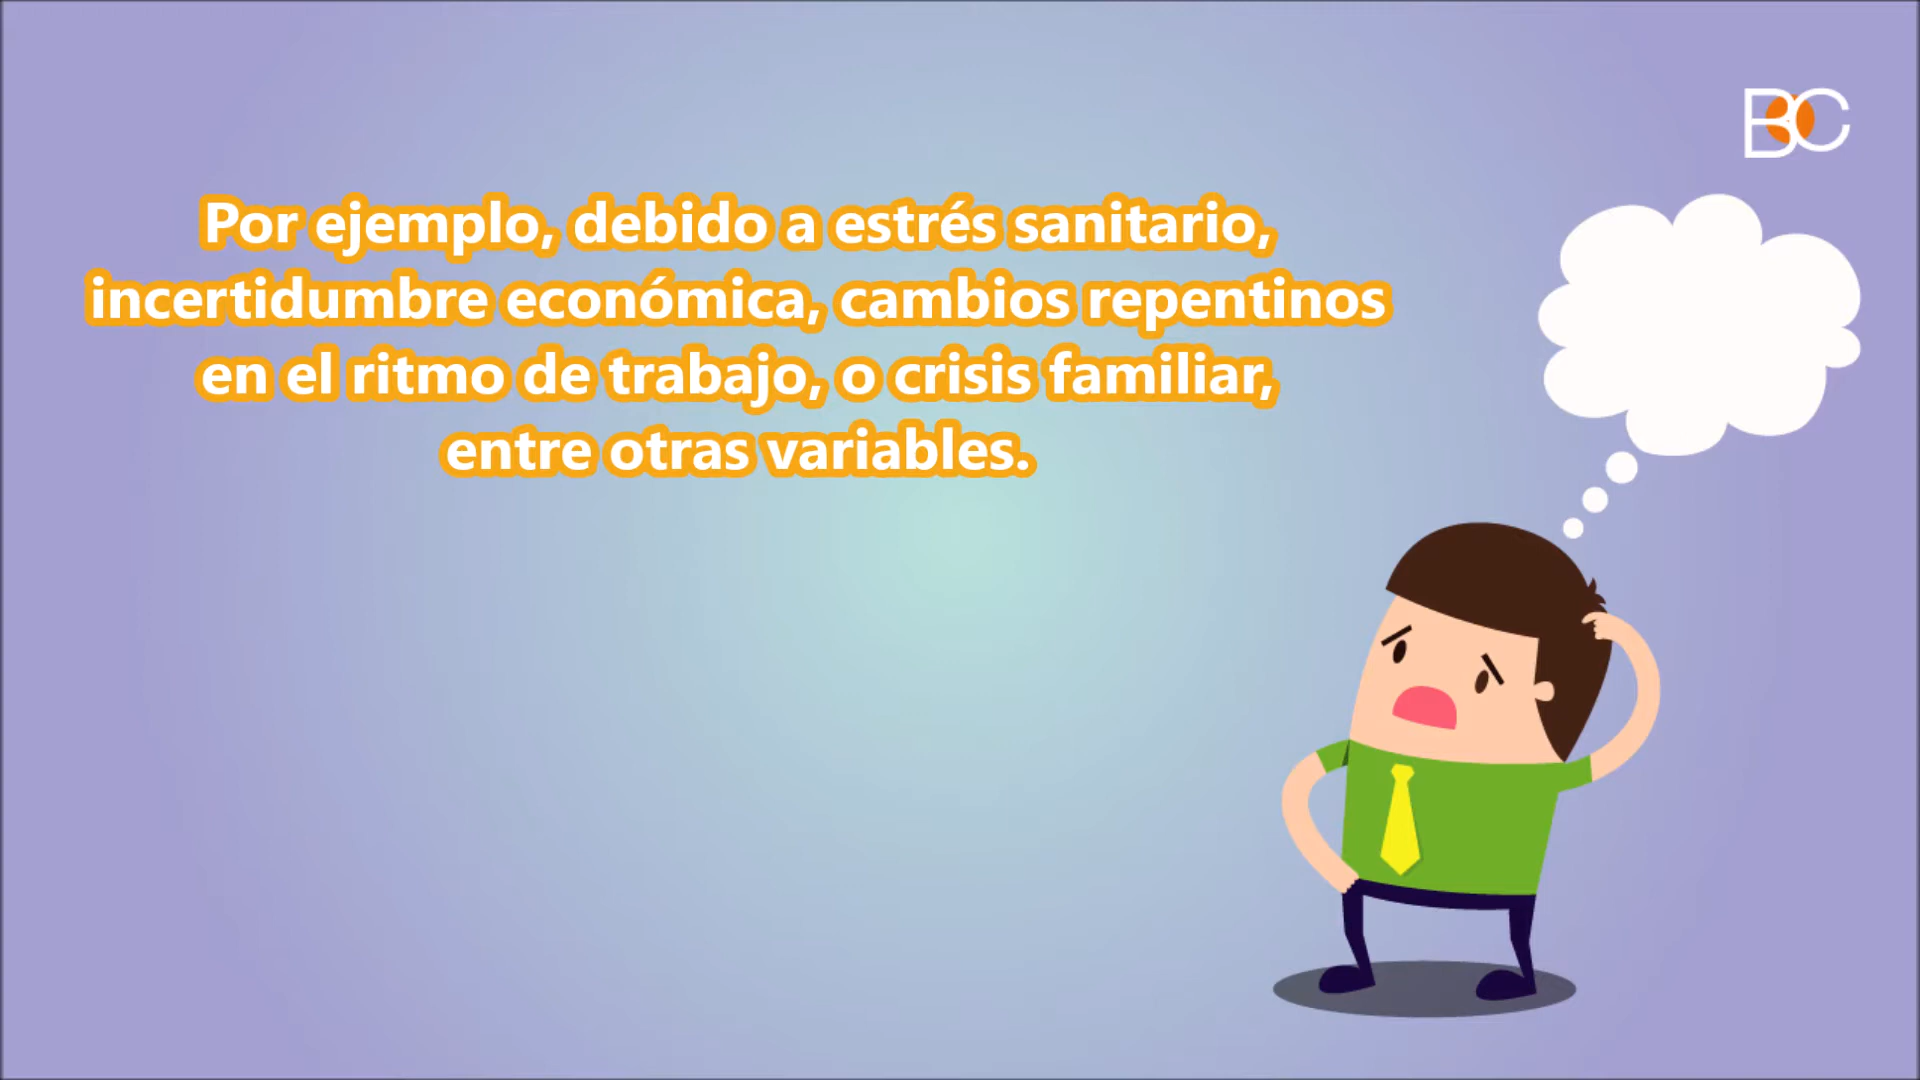 BC
Por ejemplo, debido a estrés sanitario,
incertidumbre económica, cambios repentinos
en el ritmo de trabajo, o crisis familiar,
entre otras variables.